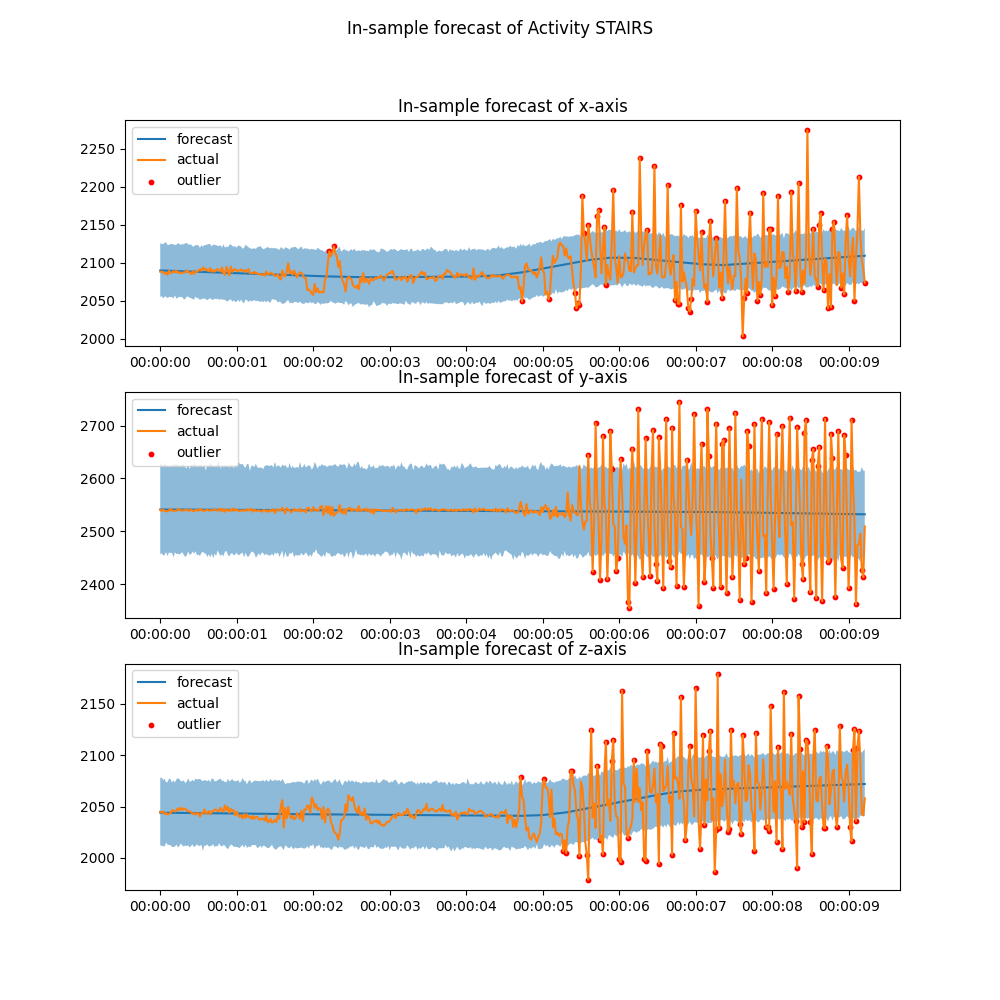 In-sample forecast of Activity STAIRS
In-sample forecast of x-axis
forecast
actual
outlier
2250
2200
2150
2100
2050
2000
00:00:00 00:00:01 00:00:02 00:00:03 00:00:04 00:00:05 00:00:06 00:00:07 00:00:08 00:00:09
In-sample forecast of y-axis
forecast
actual
outlier
2700
2600
2500
2400
00:00:00 00:00:01 00:00:02 00:00:03 00:00:04 00:00:05 00:00:06 00:00:07 00:00:08 00:00:09
In-sample forecast of z-axis
forecast
actual
outlier
2150
2100
2050
2000
00:00:00 00:00:01 00:00:02 00:00:03 00:00:04 00:00:05 00:00:06 00:00:07 00:00:08 00:00:09